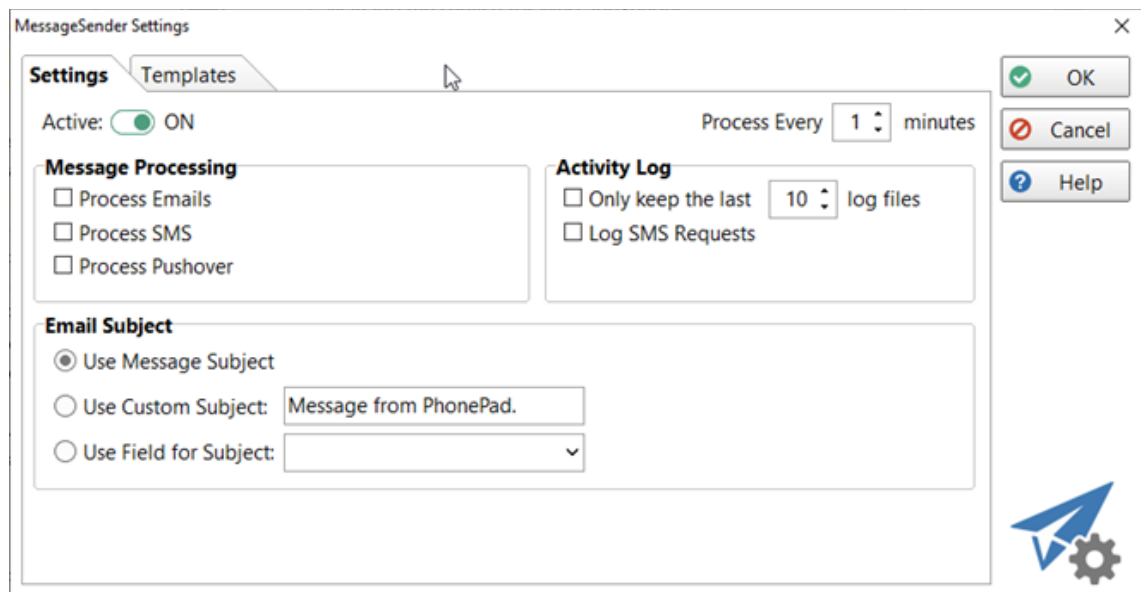 MessageSender Settings
Settings
Templates
OK
Active: ON
Process Every 1 minutes
Cancel
Message Processing
Activity Log
Help
Process Emails
Only keep the last 10 log files
Process SMS
Log SMS Requests
Process Pushover
Email Subject
Use Message Subject
Use Custom Subject: Message from PhonePad.
Use Field for Subject: